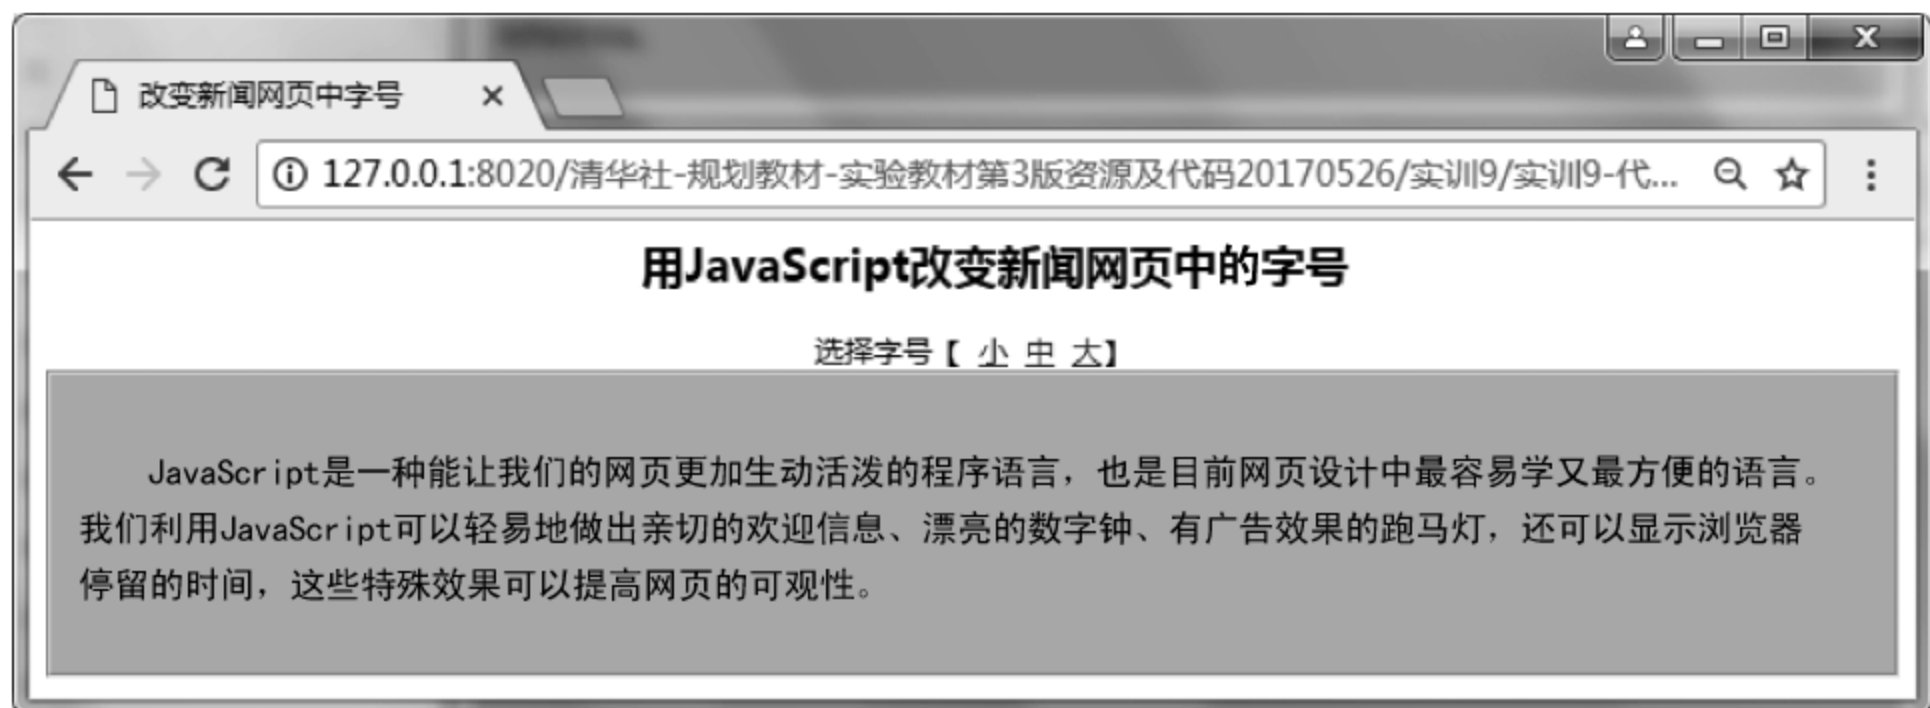 改变新闻网页中字号
127.0.0.1:8020/清华社-规划教材-实验教材第3版资源及代码20170526/实训9/实训9-代...
用JavaScript改变新闻网页中的字号
选择字号【 小 中 大】
JavaScript是一种能让我们的网页更加生动活泼的程序语言，也是目前网页设计中最容易学又最方便的语言。
我们利用JavaScript可以轻易地做出亲切的欢迎信息、漂亮的数字钟、有广告效果的跑马灯，还可以显示浏览器
停留的时间，这些特殊效果可以提高网页的可观性。